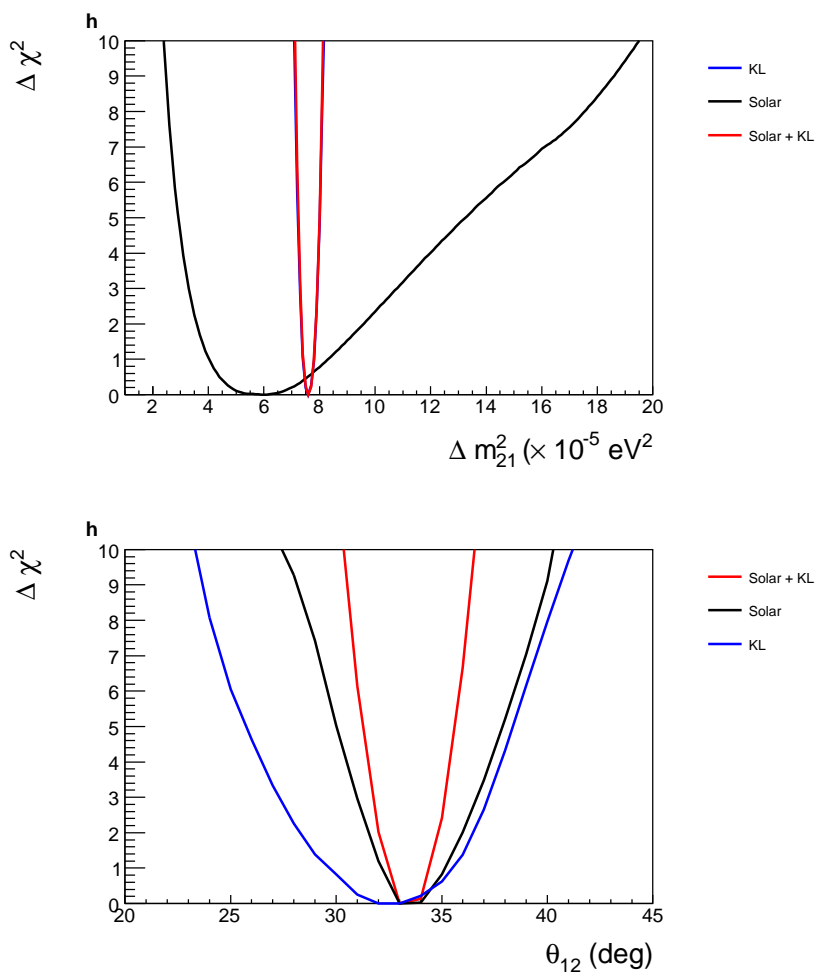 h
Δ χ²
10
9
8
7
6
5
4
3
2
1
0
2 4 6 8 10 12 14 16 18 20
Δ m²₂₁ (× 10⁻⁵ eV²
KL
Solar
Solar + KL
h
Δ χ²
10
9
8
7
6
5
4
3
2
1
0
20 25 30 35 40 45
θ₁₂ (deg)
Solar + KL
Solar
KL